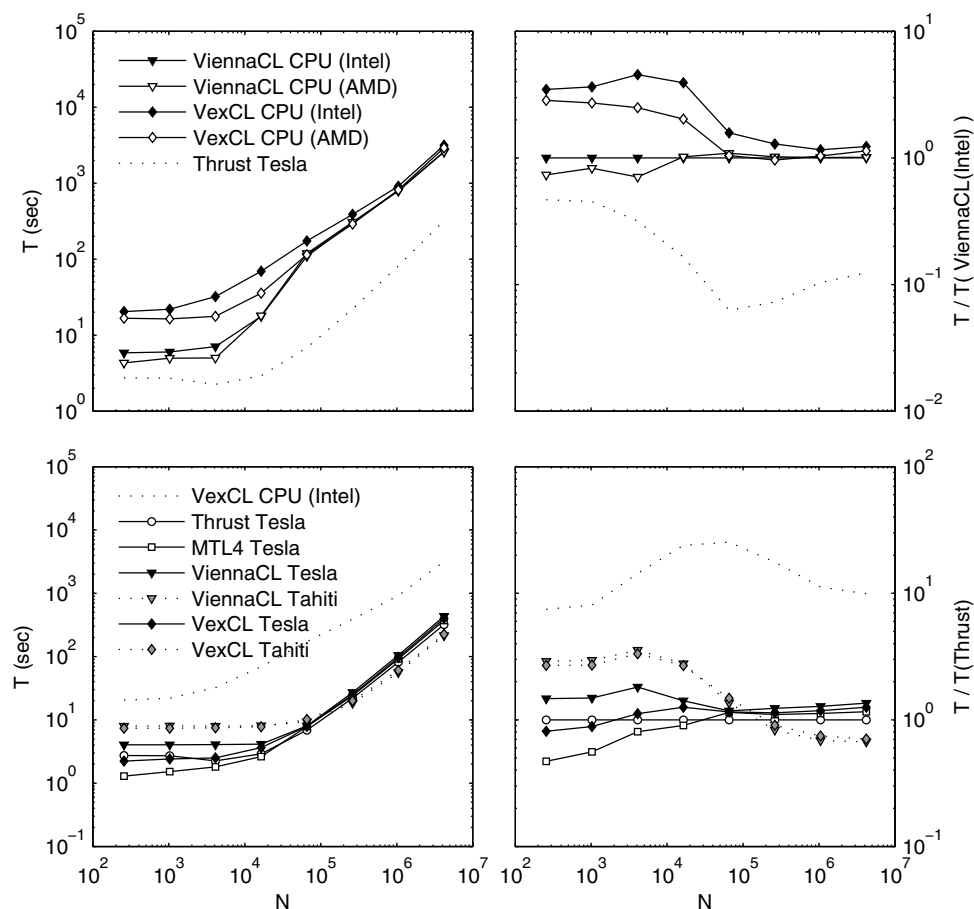 10^5
10^4
10^3
10^2
10^1
10^0
T (sec)
ViennaCL CPU (Intel)
ViennaCL CPU (AMD)
VexCL CPU (Intel)
VexCL CPU (AMD)
Thrust Tesla
10^1
10^0
10^-1
10^-2
T / T( ViennaCL(Intel) )
10^5
10^4
10^3
10^2
10^1
10^0
10^-1
T (sec)
VexCL CPU (Intel)
Thrust Tesla
MTL4 Tesla
ViennaCL Tesla
ViennaCL Tahiti
VexCL Tesla
VexCL Tahiti
10^2 10^3 10^4 10^5 10^6 10^7
N
10^2
10^1
10^0
10^-1
T / T(Thrust)
10^2 10^3 10^4 10^5 10^6 10^7
N